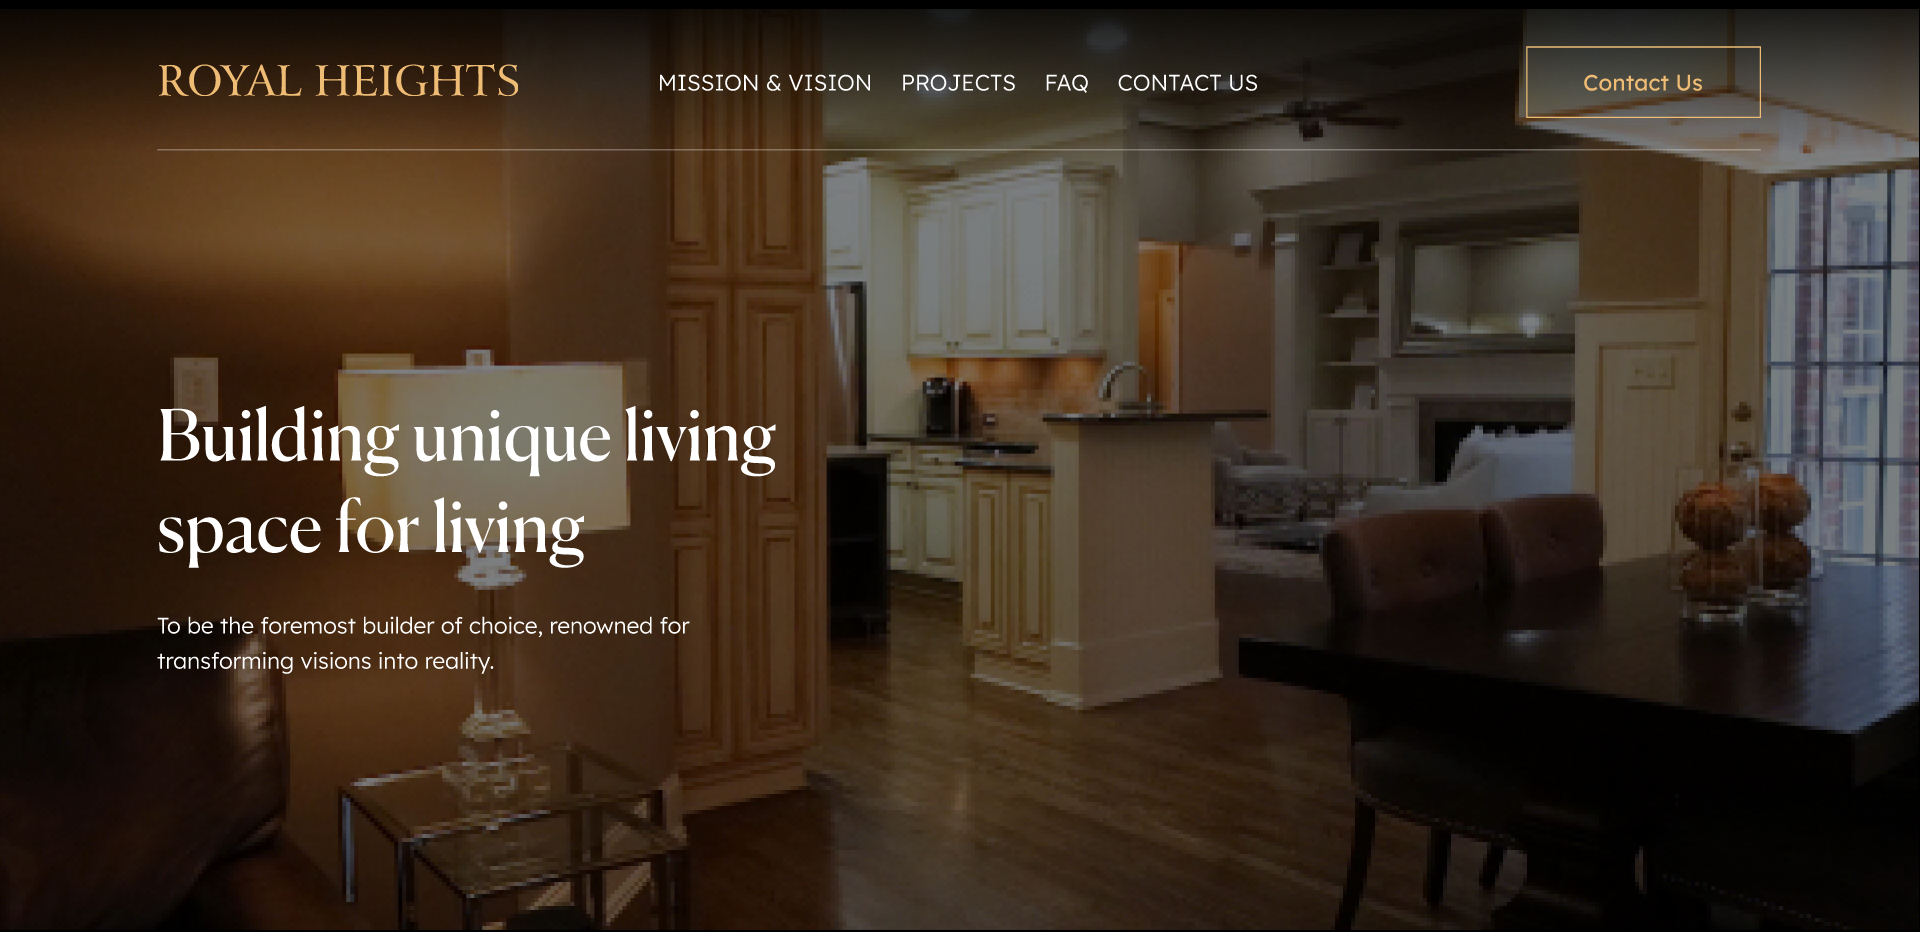 ROYAL HEIGHTS
MISSION & VISION PROJECTS FAQ CONTACT US
Contact Us
Building unique living
space for living
To be the foremost builder of choice, renowned for
transforming visions into reality.